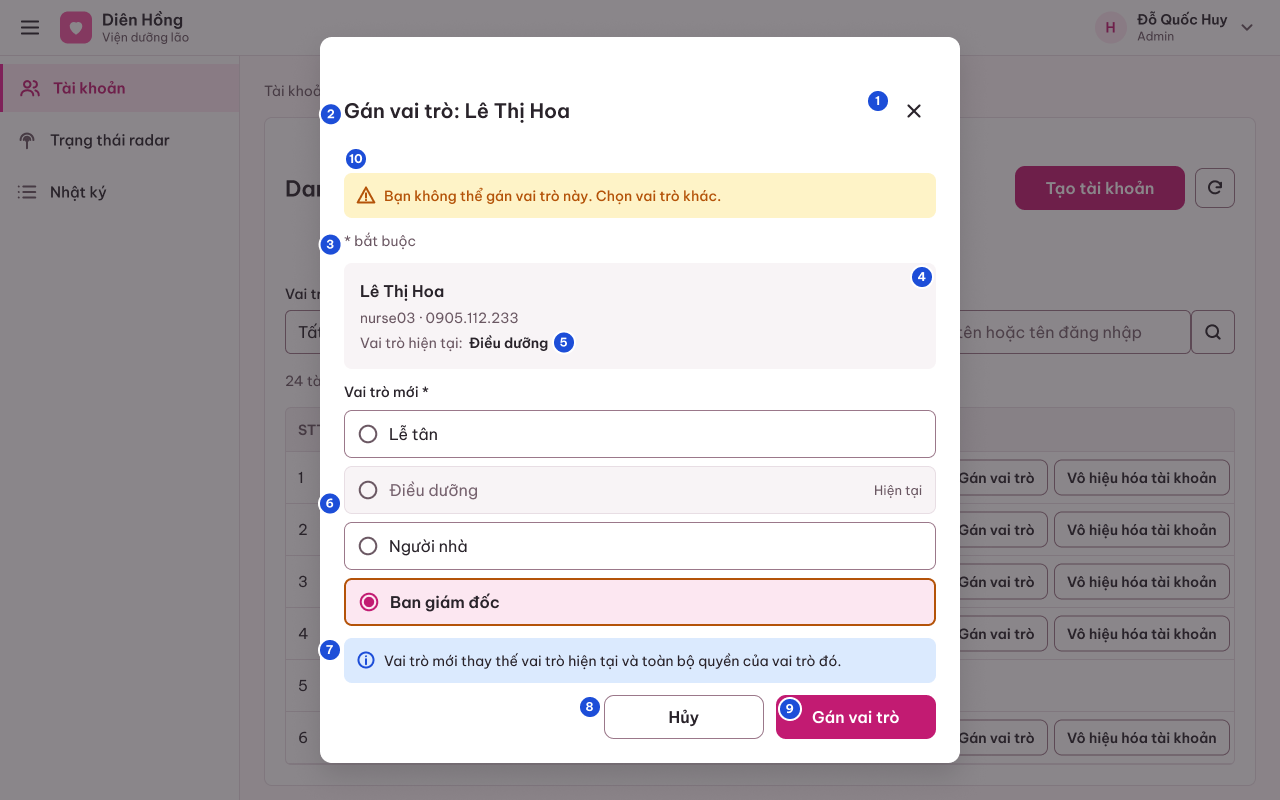 Diên Hồng
Viện dưỡng lão
H
Đỗ Quốc Huy
Admin
Tài khoản
Trạng thái radar
Nhật ký
Tạo tài khoản
1
2
Gán vai trò: Lê Thị Hoa
10
Bạn không thể gán vai trò này. Chọn vai trò khác.
3
* bắt buộc
4
Lê Thị Hoa
nurse03 · 0905.112.233
Vai trò hiện tại: Điều dưỡng
5
tên hoặc tên đăng nhập
Vai trò mới *
Lễ tân
6
Điều dưỡng
Hiện tại
Người nhà
Ban giám đốc
7
Vai trò mới thay thế vai trò hiện tại và toàn bộ quyền của vai trò đó.
8
Hủy
9
Gán vai trò
24
1
Gán vai trò
Vô hiệu hóa tài khoản
2
Gán vai trò
Vô hiệu hóa tài khoản
3
Gán vai trò
Vô hiệu hóa tài khoản
4
Gán vai trò
Vô hiệu hóa tài khoản
5
6
Gán vai trò
Vô hiệu hóa tài khoản